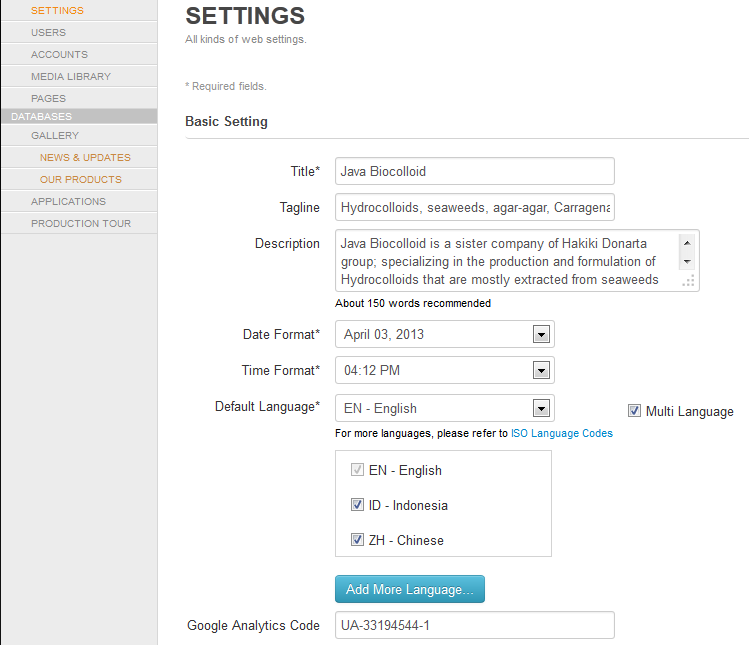 SETTINGS
USERS
ACCOUNTS
MEDIA LIBRARY
PAGES
DATABASES
GALLERY
NEWS & UPDATES
OUR PRODUCTS
APPLICATIONS
PRODUCTION TOUR
SETTINGS
All kinds of web settings.
* Required fields.
Basic Setting
Title* Java Biocolloid
Tagline Hydrocolloids, seaweeds, agar-agar, Carragena
Description Java Biocolloid is a sister company of Hakiki Donarta
group; specializing in the production and formulation of
Hydrocolloids that are mostly extracted from seaweeds
About 150 words recommended
Date Format* April 03, 2013
Time Format* 04:12 PM
Default Language* EN - English Multi Language
For more languages, please refer to ISO Language Codes
EN - English
ID - Indonesia
ZH - Chinese
Add More Language...
Google Analytics Code UA-33194544-1